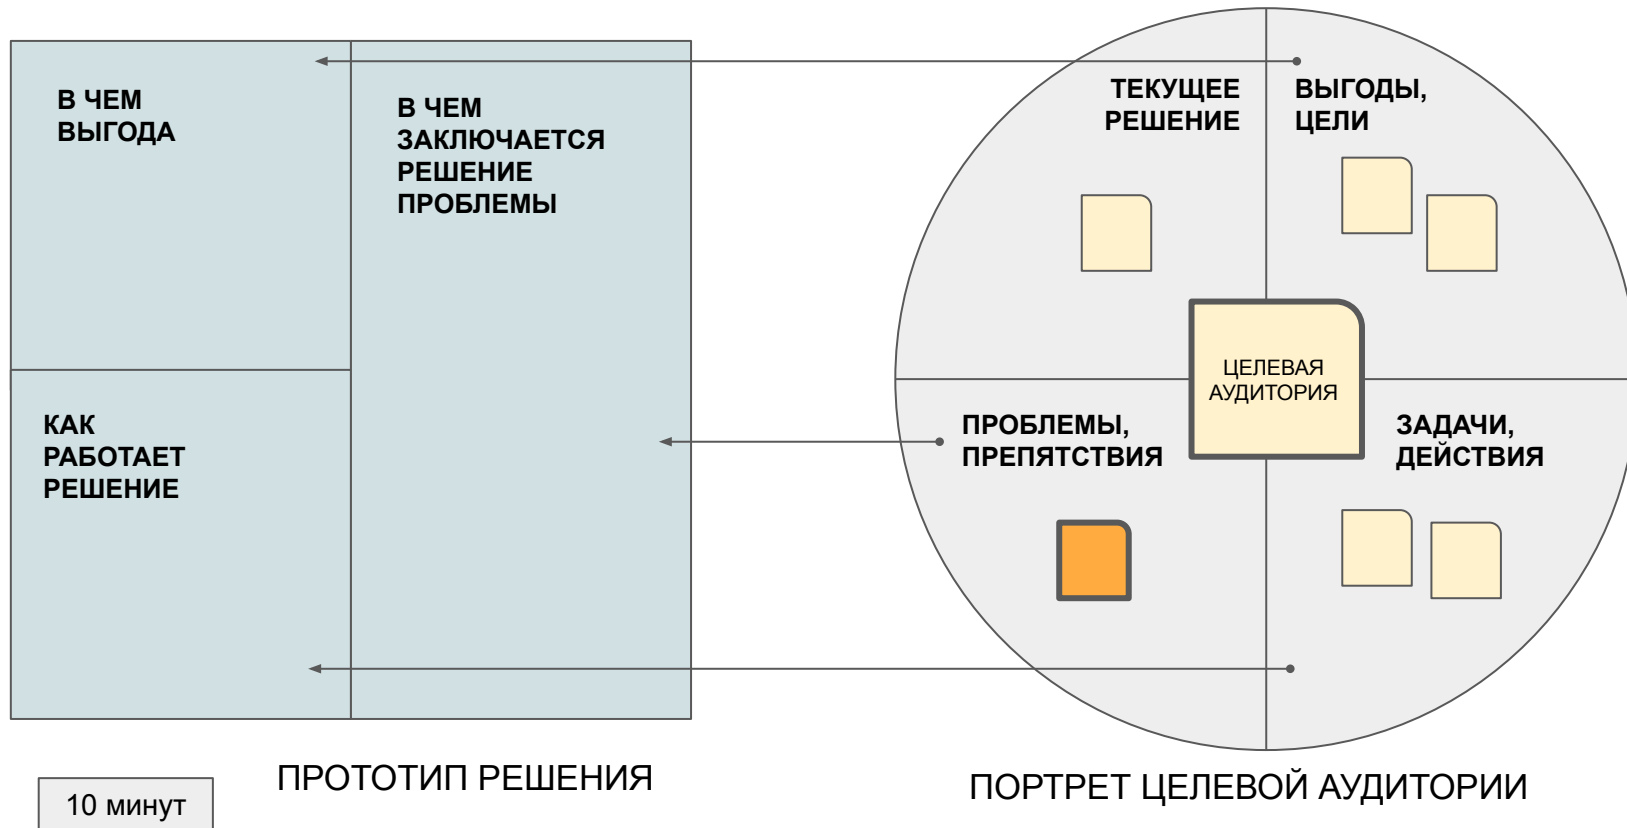 В ЧЕМ
ВЫГОДА
В ЧЕМ
ЗАКЛЮЧАЕТСЯ
РЕШЕНИЕ
ПРОБЛЕМЫ
КАК
РАБОТАЕТ
РЕШЕНИЕ
ТЕКУЩЕЕ
РЕШЕНИЕ
ВЫГОДЫ,
ЦЕЛИ
ЦЕЛЕВАЯ
АУДИТОРИЯ
ПРОБЛЕМЫ,
ПРЕПЯТСТВИЯ
ЗАДАЧИ,
ДЕЙСТВИЯ
ПРОТОТИП РЕШЕНИЯ
ПОРТРЕТ ЦЕЛЕВОЙ АУДИТОРИИ
10 минут